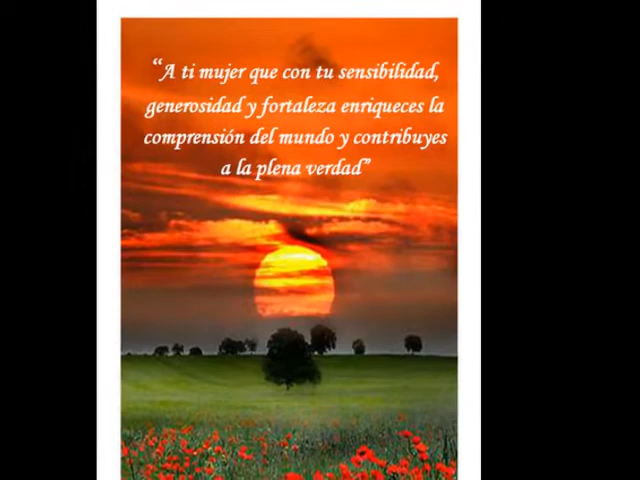 “A ti mujer que con tu sensibilidad,
generosidad y fortaleza enriqueces la
comprensión del mundo y contribuyes
a la plena verdad”